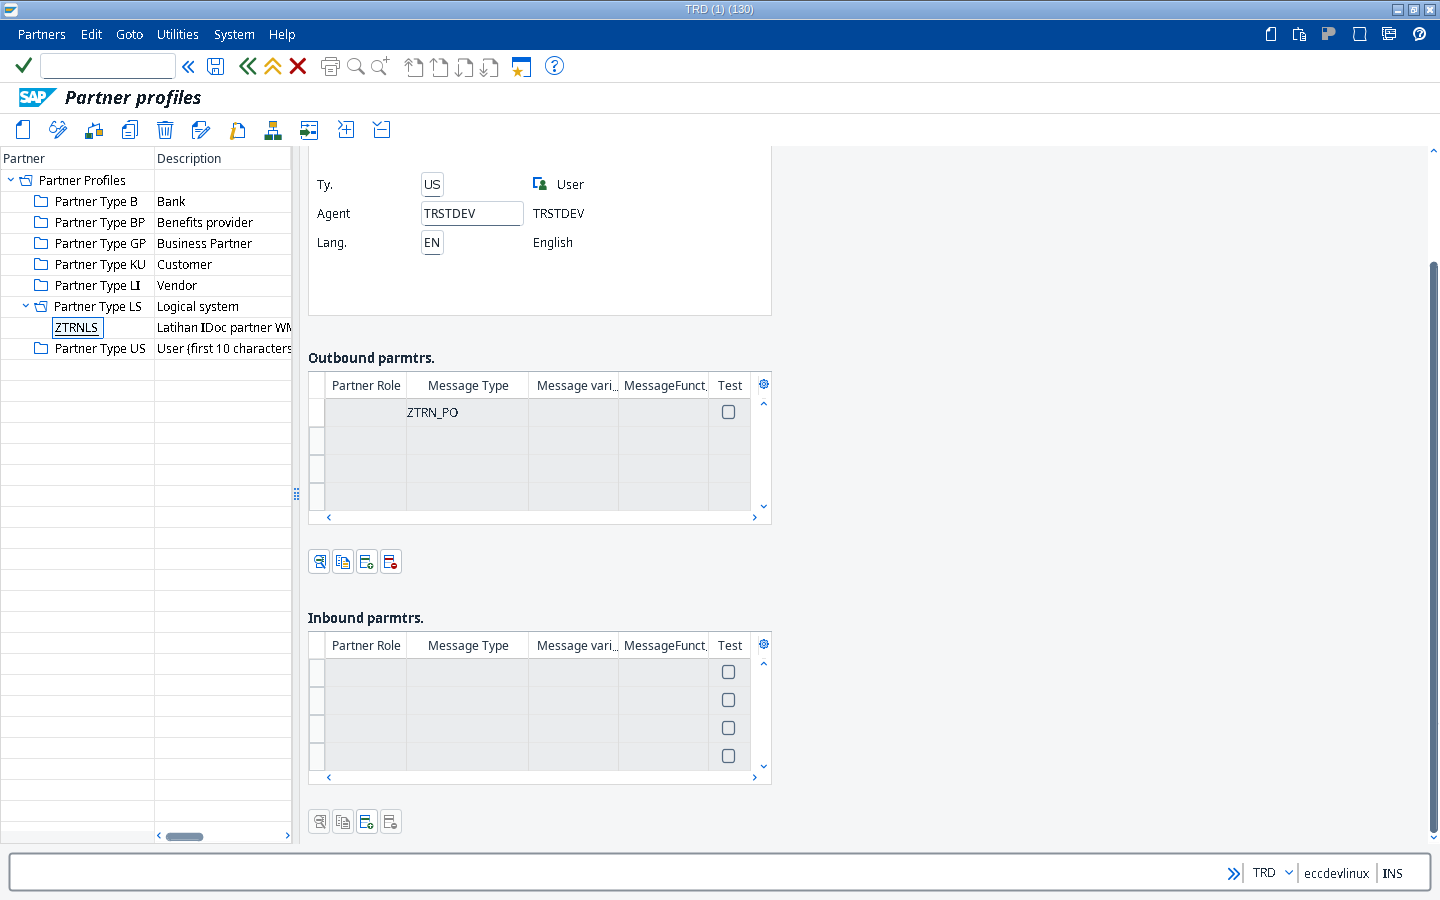 TRD (1) (130)
Partners Edit Goto Utilities System Help
SAP Partner profiles
Partner Description
Partner Profiles
Partner Type B Bank
Partner Type BP Benefits provider
Partner Type GP Business Partner
Partner Type KU Customer
Partner Type LI Vendor
Partner Type LS Logical system
ZTRNLS Latihan IDoc partner WM
Partner Type US User (first 10 characters
Ty. US User
Agent TRSTDEV TRSTDEV
Lang. EN English
Outbound parmtrs.
Partner Role Message Type Message vari... MessageFunct. Test
ZTRN_PO
Inbound parmtrs.
Partner Role Message Type Message vari... MessageFunct. Test
TRD eccdevlinux INS